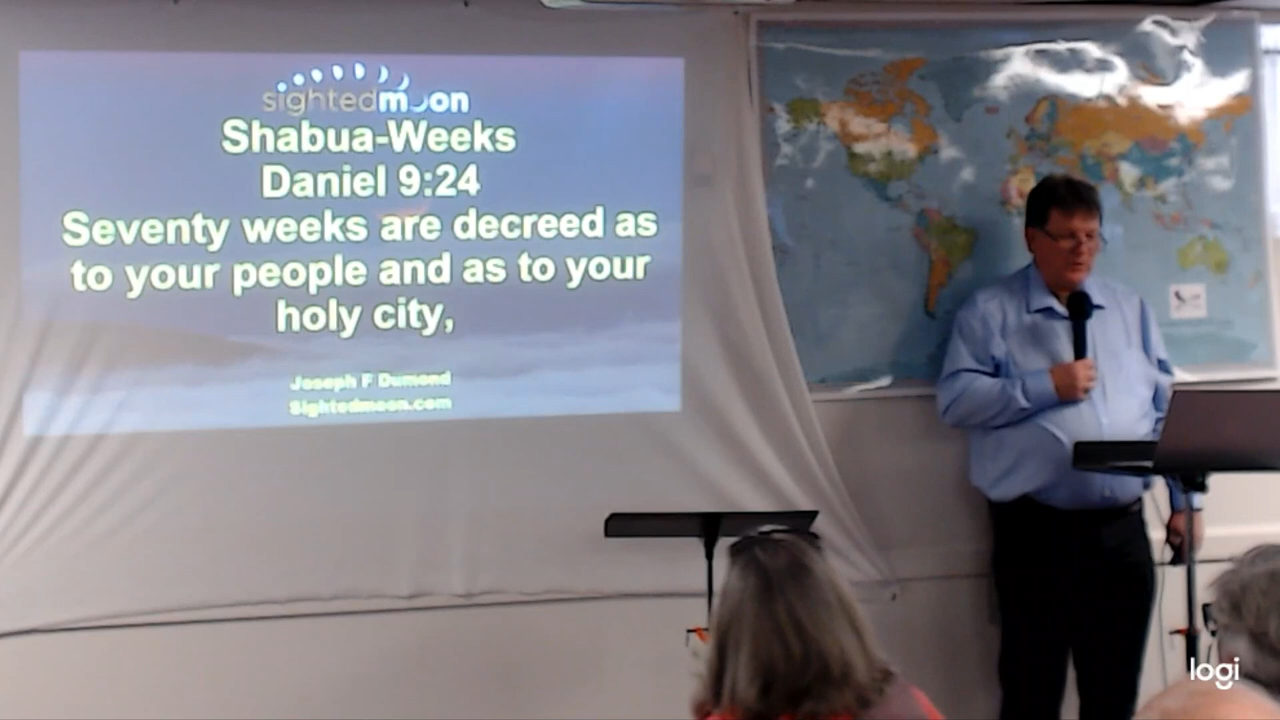 sightedmoon
Shabua-Weeks
Daniel 9:24
Seventy weeks are decreed as
to your people and as to your
holy city,
Joseph F Dumond
Sightedmoon.com
logi